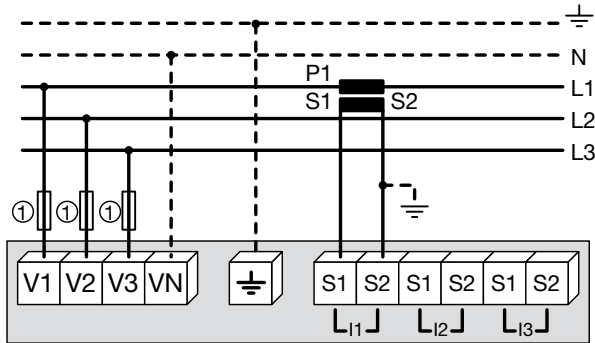 N
P1
L1
S1 S2
L2
L3
① ① ①
V1 V2 V3 VN S1 S2 S1 S2 S1 S2
I1 I2 I3